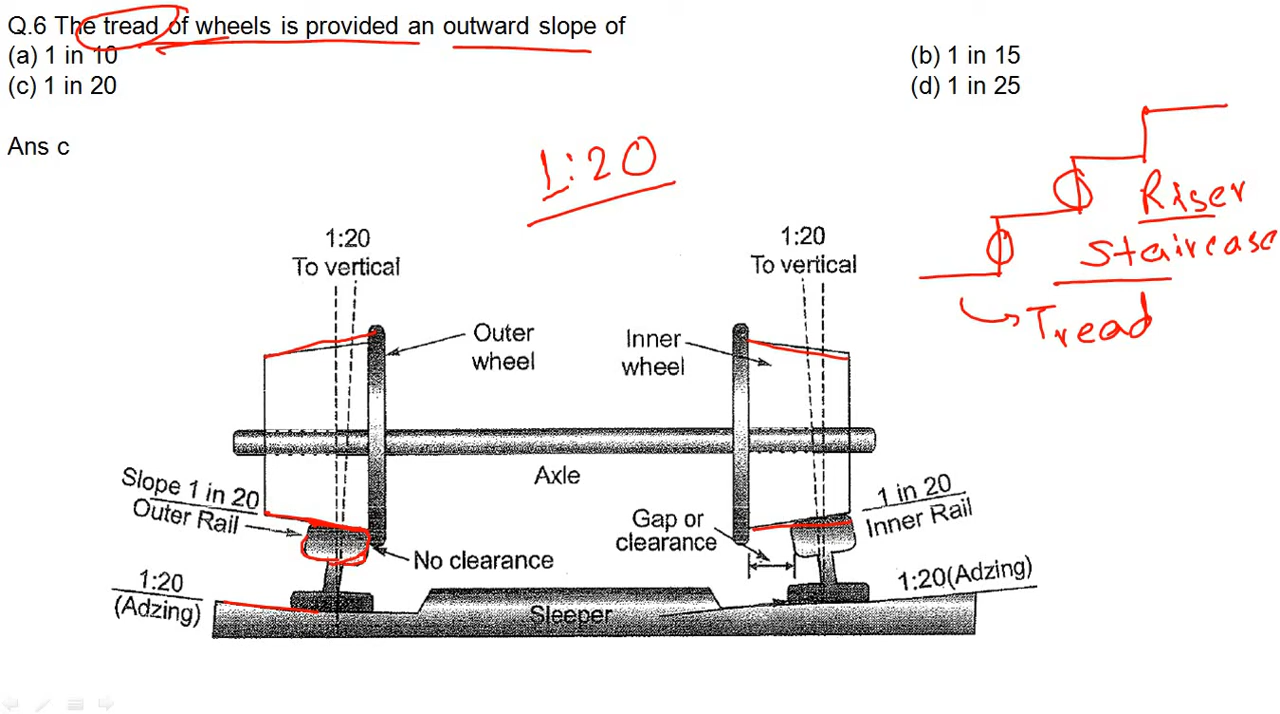 Q.6 The tread of wheels is provided an outward slope of
(a) 1 in 10
(b) 1 in 15
(c) 1 in 20
(d) 1 in 25
Ans c
1:20
Riser
Staircase
Tread
1:20
To vertical
1:20
To vertical
Outer
wheel
Inner
wheel
Axle
Slope 1 in 20
Outer Rail
No clearance
Gap or
clearance
1 in 20
Inner Rail
1:20
(Adzing)
Sleeper
1:20(Adzing)